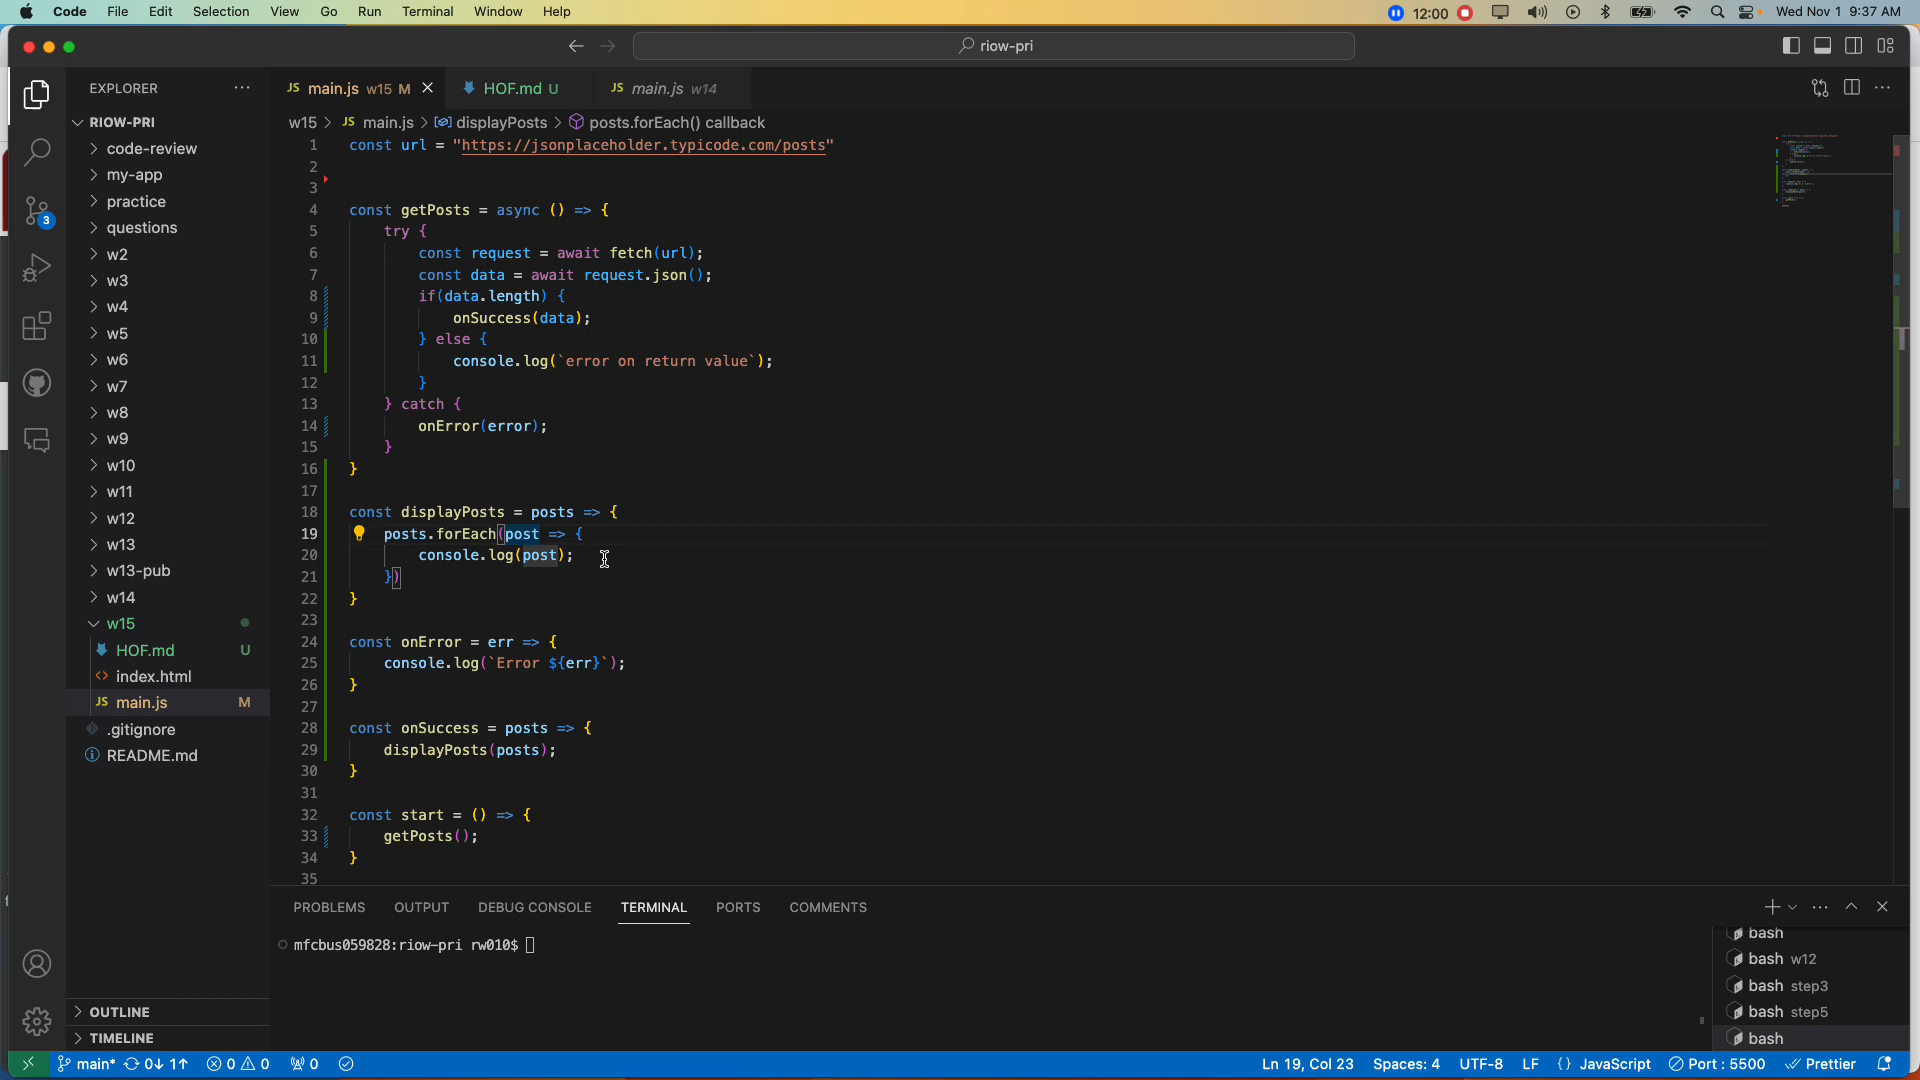 Code File Edit Selection View Go Run Terminal Window Help 12:00 Wed Nov 1 9:37 AM
riow-pri
EXPLORER
JS main.js w15 M
HOF.md U
JS main.js w14
w15 > JS main.js > displayPosts > posts.forEach() callback
RIOW-PRI
code-review
my-app
practice
questions
w2
w3
w4
w5
w6
w7
w8
w9
w10
w11
w12
w13
w13-pub
w14
w15
HOF.md U
index.html
JS main.js M
.gitignore
README.md
OUTLINE
TIMELINE
3
1 const url = "https://jsonplaceholder.typicode.com/posts"
2
3
4 const getPosts = async () => {
5 try {
6 const request = await fetch(url);
7 const data = await request.json();
8 if(data.length) {
9 onSuccess(data);
10 } else {
11 console.log(`error on return value`);
12 }
13 } catch {
14 onError(error);
15 }
16 }
17
18 const displayPosts = posts => {
19 posts.forEach(post => {
20 console.log(post);
21 })
22 }
23
24 const onError = err => {
25 console.log(`Error ${err}`);
26 }
27
28 const onSuccess = posts => {
29 displayPosts(posts);
30 }
31
32 const start = () => {
33 getPosts();
34 }
35
PROBLEMS OUTPUT DEBUG CONSOLE TERMINAL PORTS COMMENTS
mfcbus059828:riow-pri rw010$
bash
bash w12
bash step3
bash step5
bash
main* 0↓ 1↑ 0 0 0 Ln 19, Col 23 Spaces: 4 UTF-8 LF {} JavaScript Port : 5500 Prettier